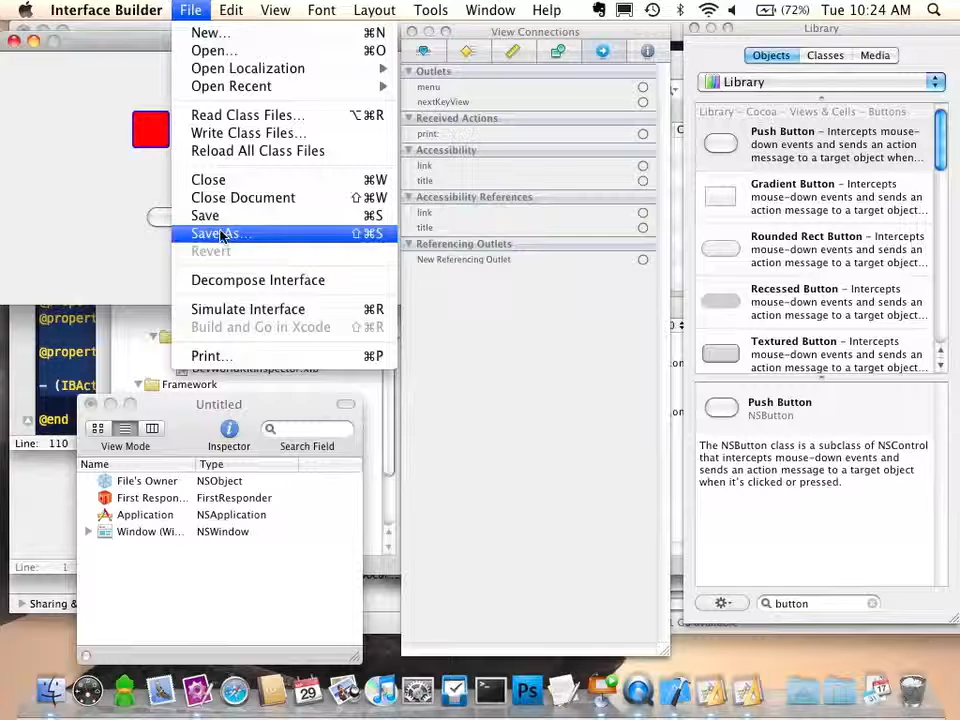 Interface Builder File Edit View Font Layout Tools Window Help (72%) Tue 10:24 AM
New... ⌘N
Open... ⌘O
Open Localization
Open Recent
Read Class Files... ⌥⌘R
Write Class Files...
Reload All Class Files
Close ⌘W
Close Document ⇧⌘W
Save ⌘S
Save As... ⇧⌘S
Revert
Decompose Interface
Simulate Interface ⌘R
Build and Go in Xcode ⇧⌘R
Print... ⌘P
View Connections
Outlets
menu
nextKeyView
Received Actions
print:
Accessibility
link
title
Accessibility References
link
title
Referencing Outlets
New Referencing Outlet
Library
Objects Classes Media
Library
Library – Cocoa – Views & Cells – Buttons
Push Button – Intercepts mouse-
down events and sends an
action message to a target
object when...
Gradient Button – Intercepts
mouse-down events and sends an
action message to a target object...
Rounded Rect Button – Intercepts
mouse-down events and sends an
action message to a target object...
Recessed Button – Intercepts
mouse-down events and sends an
action message to a target object...
Textured Button – Intercepts
mouse-down events and sends an
action message to a target object...
Push Button
NSButton
The NSButton class is a subclass of NSControl
that intercepts mouse-down events and
sends an action message to a target object
when it's clicked or pressed.
button
@property
@propert
– (IBAct
@end
Line: 110
Framework
Line: 1
Sharing &
Untitled
View Mode Inspector Search Field
Name Type
File's Owner NSObject
First Respon... FirstResponder
Application NSApplication
Window (Wi... NSWindow
29
Ps
17